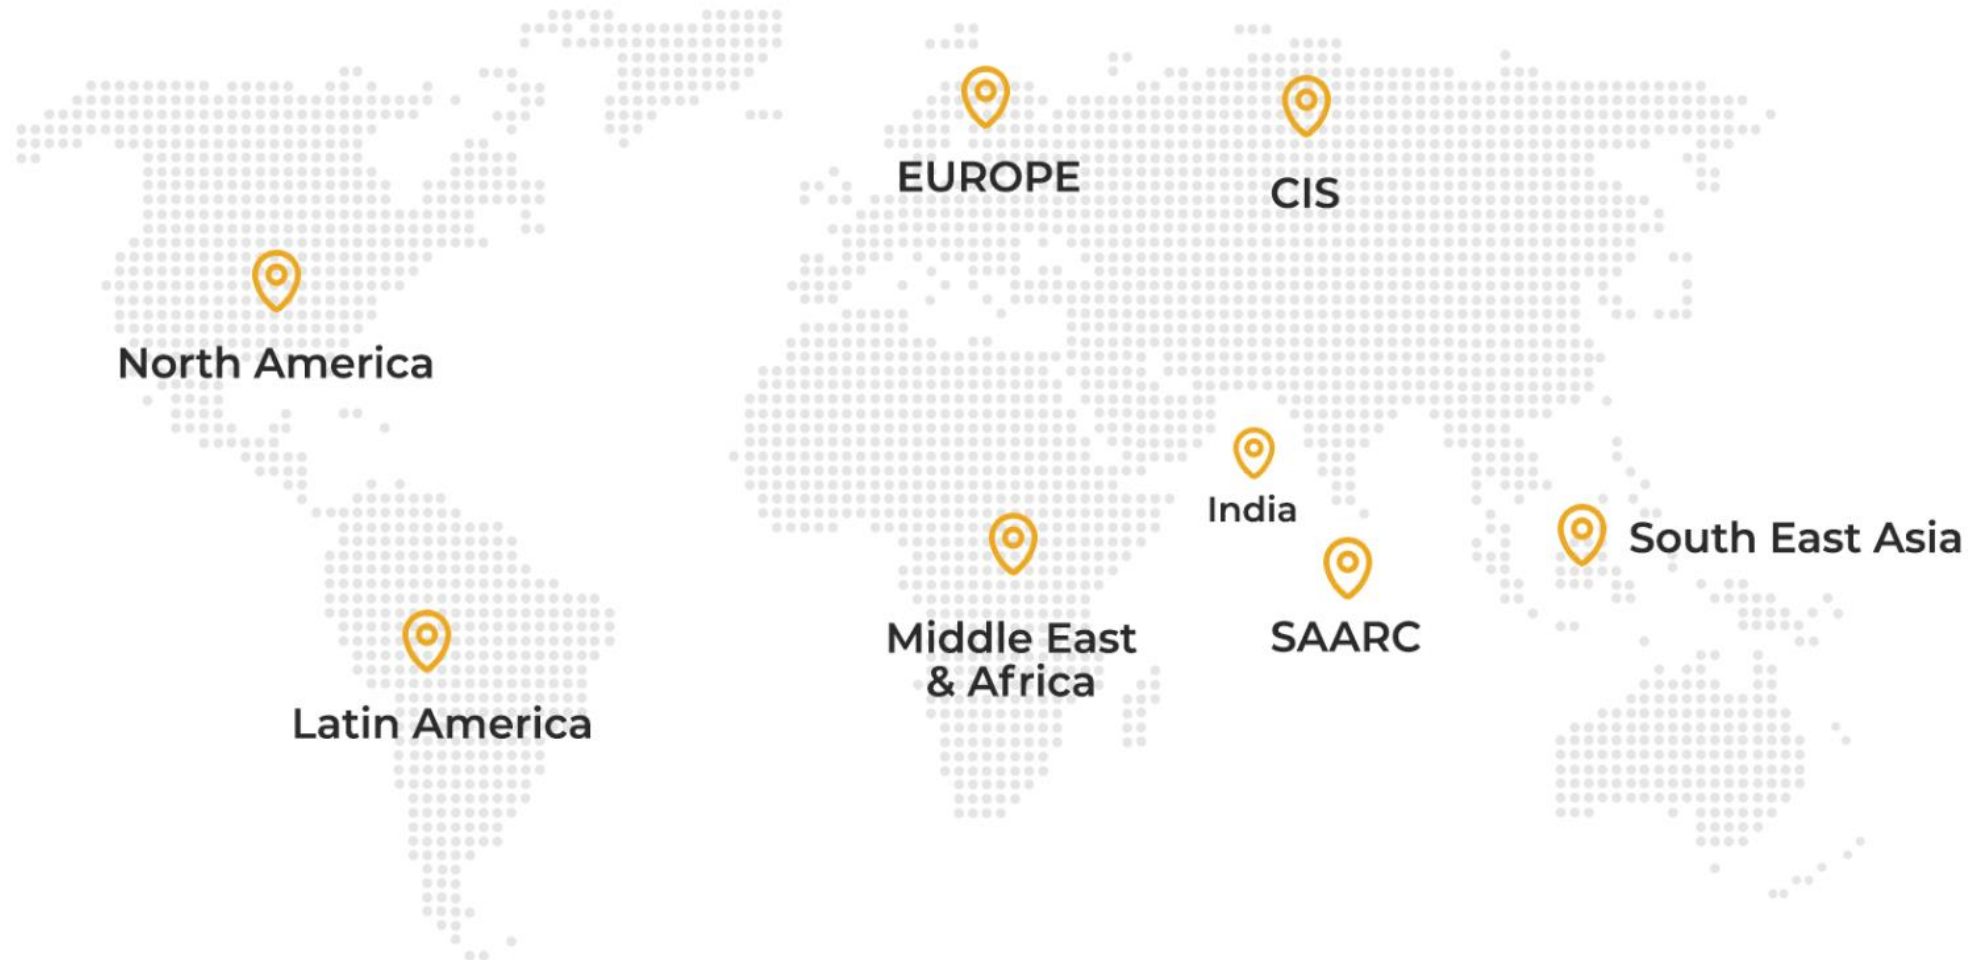 EUROPE
CIS
North America
India
South East Asia
Middle East
& Africa
SAARC
Latin America